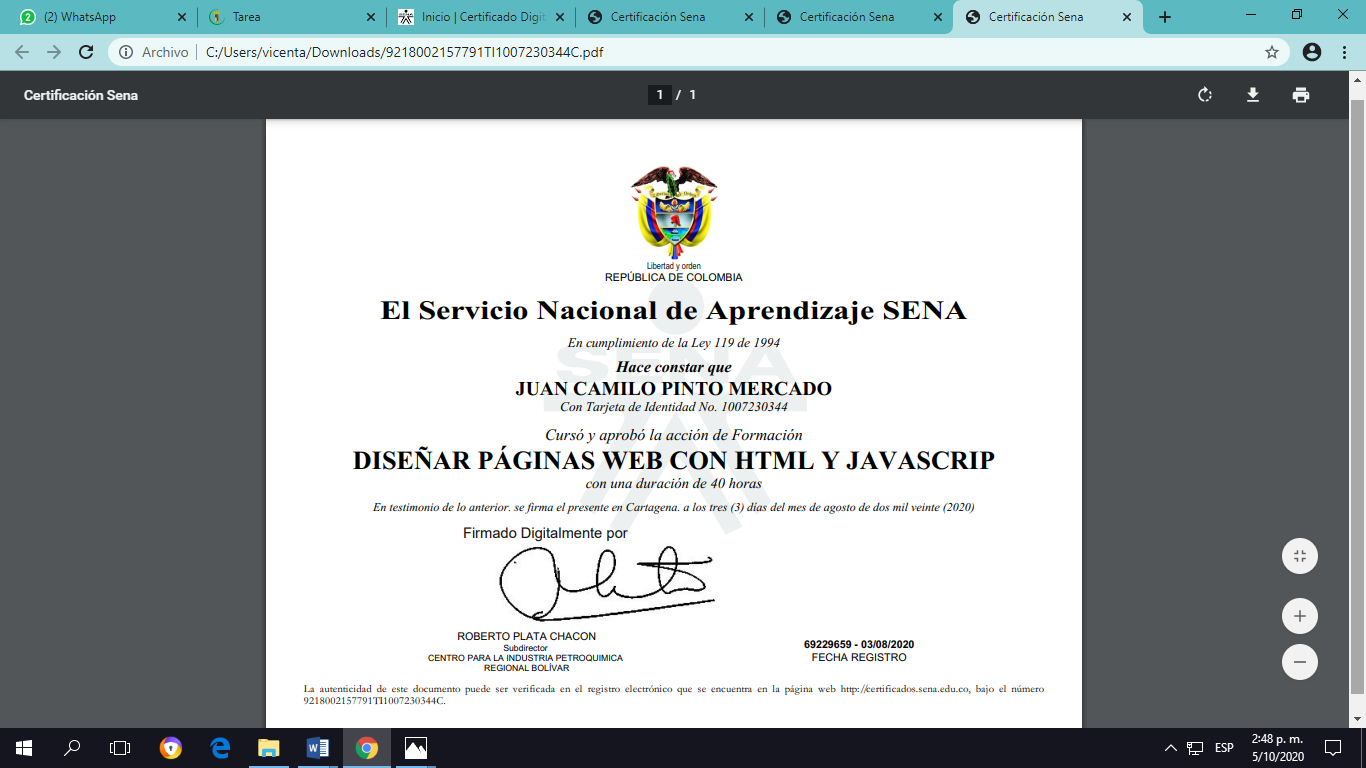 (2) WhatsApp
Tarea
Inicio | Certificado Digit
Certificación Sena
Certificación Sena
Certificación Sena
Archivo
C:/Users/vicenta/Downloads/9218002157791TI1007230344C.pdf
Certificación Sena
1 / 1
Libertad y orden
REPÚBLICA DE COLOMBIA
El Servicio Nacional de Aprendizaje SENA
En cumplimiento de la Ley 119 de 1994
SENA
Hace constar que
JUAN CAMILO PINTO MERCADO
Con Tarjeta de Identidad No. 1007230344
Cursó y aprobó la acción de Formación
DISEÑAR PÁGINAS WEB CON HTML Y JAVASCRIP
con una duración de 40 horas
En testimonio de lo anterior. se firma el presente en Cartagena. a los tres (3) días del mes de agosto de dos mil veinte (2020)
Firmado Digitalmente por
ROBERTO PLATA CHACON
Subdirector
CENTRO PARA LA INDUSTRIA PETROQUIMICA
REGIONAL BOLÍVAR
69229659 - 03/08/2020
FECHA REGISTRO
La autenticidad de este documento puede ser verificada en el registro electrónico que se encuentra en la página web http://certificados.sena.edu.co, bajo el número
9218002157791TI1007230344C.
ESP
2:48 p. m.
5/10/2020